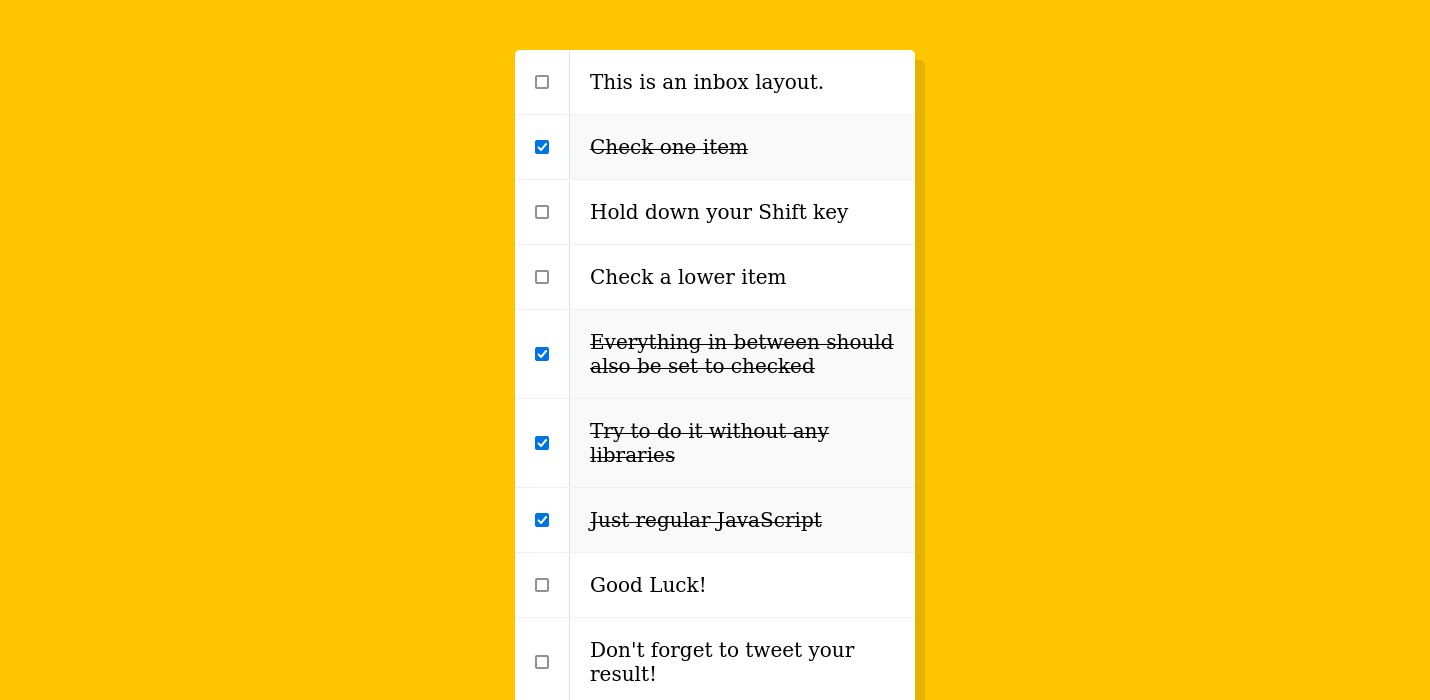 This is an inbox layout.
Check one item
Hold down your Shift key
Check a lower item
Everything in between should
also be set to checked
Try to do it without any
libraries
Just regular JavaScript
Good Luck!
Don't forget to tweet your
result!